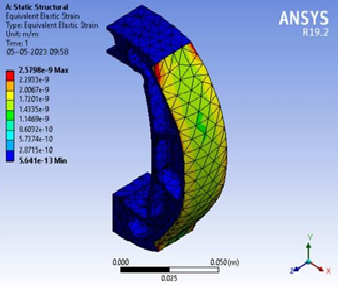 A: Static Structural
Equivalent Elastic Strain
Type: Equivalent Elastic Strain
Unit: m/m
Time: 1
05-05-2023 09:58
2.5798e-9 Max
2.2933e-9
2.0067e-9
1.7201e-9
1.4335e-9
1.1469e-9
8.6032e-10
5.7374e-10
2.8715e-10
5.641e-13 Min
ANSYS
R19.2
0.000
0.050 (m)
0.025
Y
Z
X